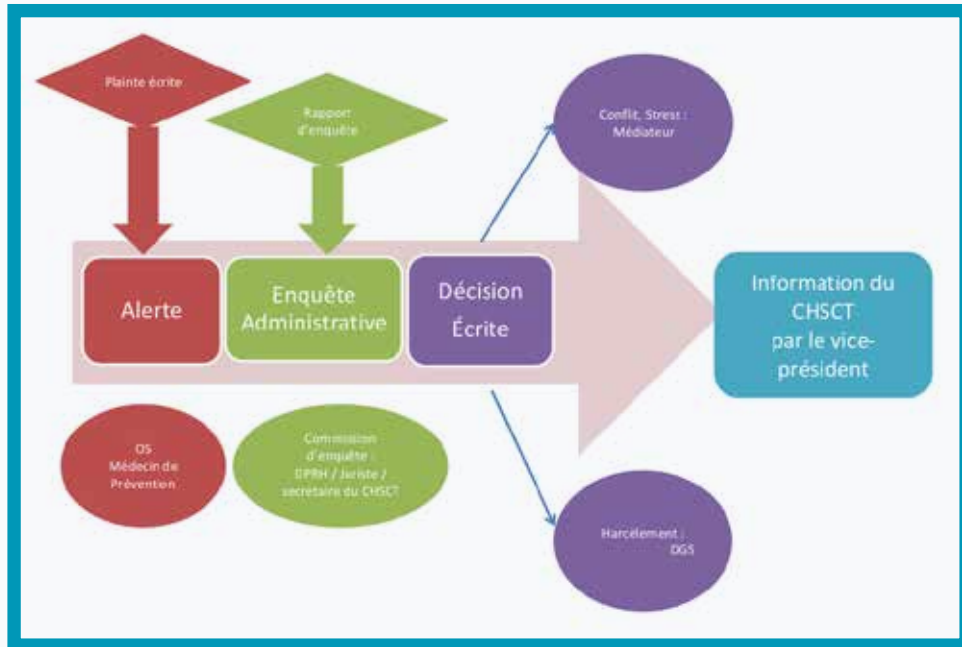 Plainte écrite
Rapport
d'enquête
Conflit, Stress :
Médiateur
Alerte
Enquête
Administrative
Décision
Écrite
Information du
CHSCT
par le vice-
président
OS
Médecin de
Prévention
Commission
d'enquête :
DPRH / Juriste /
secrétaire du CHSCT
Harcèlement :
DGS